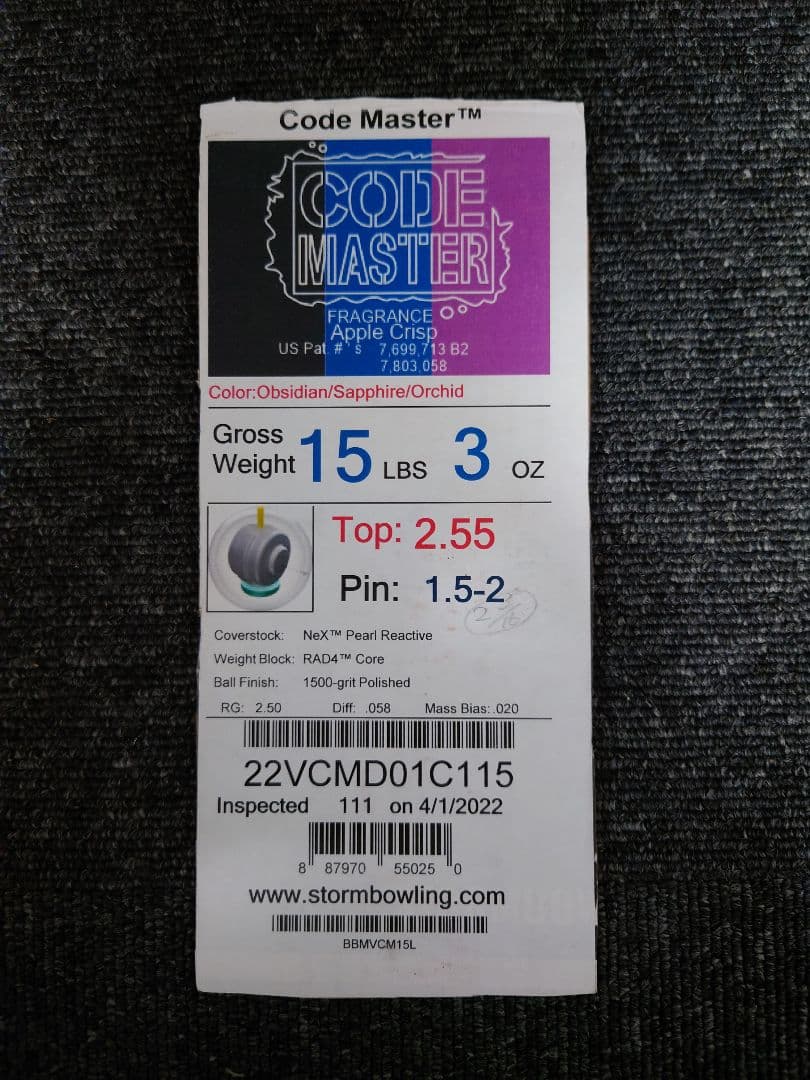 Code Master™
CODE
MASTER
FRAGRANCE
Apple Crisp
US Pat. #'s 7,699,713 B2
7,803,058
Color:Obsidian/Sapphire/Orchid
Gross Weight 15 LBS 3 OZ
Top: 2.55
Pin: 1.5-2
Coverstock: NeX™ Pearl Reactive
Weight Block: RAD4™ Core
Ball Finish: 1500-grit Polished
RG: 2.50 Diff: .058 Mass Bias: .020
22VCMD01C115
Inspected 111 on 4/1/2022
8 87970 55025 0
www.stormbowling.com
BBMVCM15L